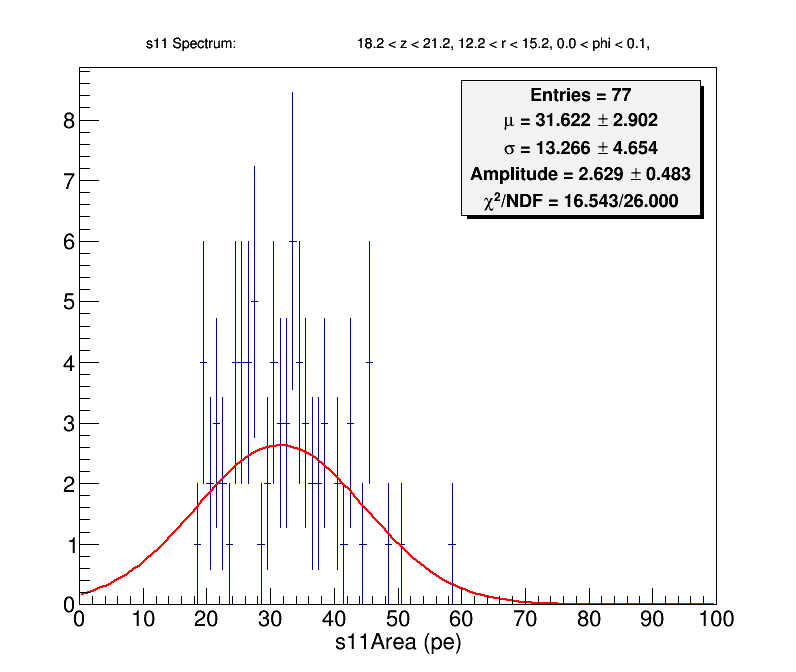 s11 Spectrum: 18.2 < z < 21.2, 12.2 < r < 15.2, 0.0 < phi < 0.1,
Entries = 77
μ = 31.622 ± 2.902
σ = 13.266 ± 4.654
Amplitude = 2.629 ± 0.483
χ²/NDF = 16.543/26.000
8
7
6
5
4
3
2
1
0
0 10 20 30 40 50 60 70 80 90 100
s11Area (pe)